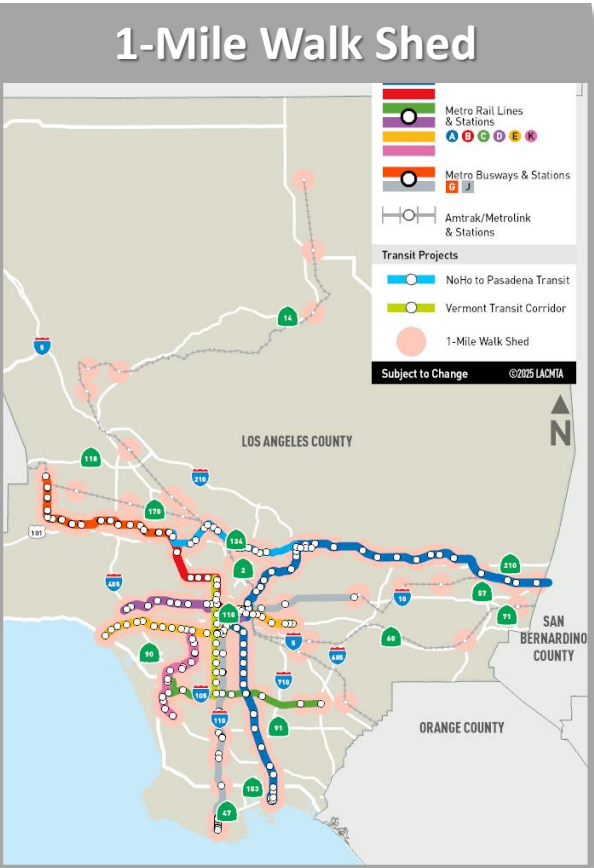 1-Mile Walk Shed
Metro Rail Lines
& Stations
A B C D E K
Metro Busways & Stations
G J
Amtrak/Metrolink
& Stations
Transit Projects
NoHo to Pasadena Transit
Vermont Transit Corridor
1-Mile Walk Shed
Subject to Change ©2025 LACMTA
N
14
5
LOS ANGELES COUNTY
118
210
170
101
134
2
210
405
57
10
110
71
SAN
BERNARDINO
COUNTY
60
5
605
90
710
105
110
91
ORANGE COUNTY
103
47